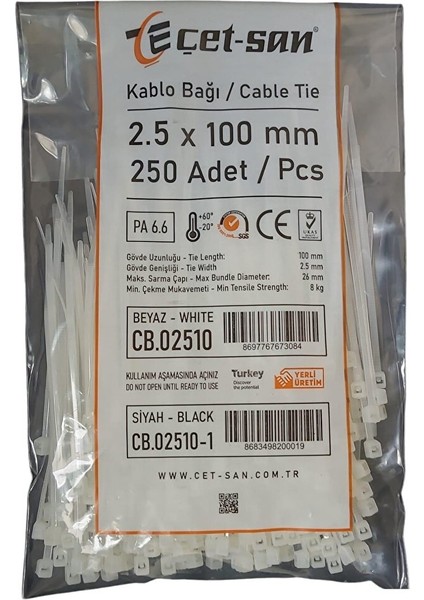 Çet-san®
Kablo Bağı / Cable Tie
2.5 x 100 mm
250 Adet / Pcs
PA 6.6
+60°
-20°
SGS
CE
UKAS
Gövde Uzunluğu - Tie Length: 100 mm
Gövde Genişliği - Tie Width 2.5 mm
Maks. Sarma Çapı - Max Bundle Diameter: 26 mm
Min. Çekme Mukavemeti - Min Tensile Strength: 8 kg
BEYAZ - WHITE
CB.02510
8697767673084
KULLANIM AŞAMASINDA AÇINIZ
DO NOT OPEN UNTIL READY TO USE
Turkey
Discover
the potential
YERLİ
ÜRETİM
SİYAH - BLACK
CB.02510-1
8683498200019
WWW.CET-SAN.COM.TR